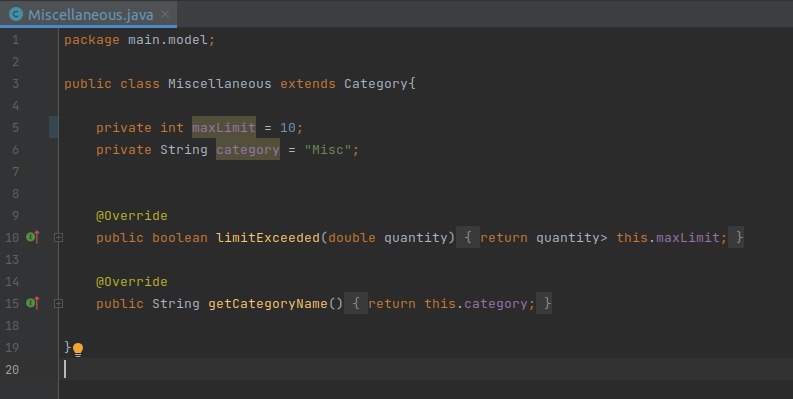 Miscellaneous.java
1 package main.model;
2
3 public class Miscellaneous extends Category{
4
5 private int maxLimit = 10;
6 private String category = "Misc";
7
8
9 @Override
10 public boolean limitExceeded(double quantity) { return quantity> this.maxLimit; }
13
14 @Override
15 public String getCategoryName() { return this.category; }
18
19 }
20